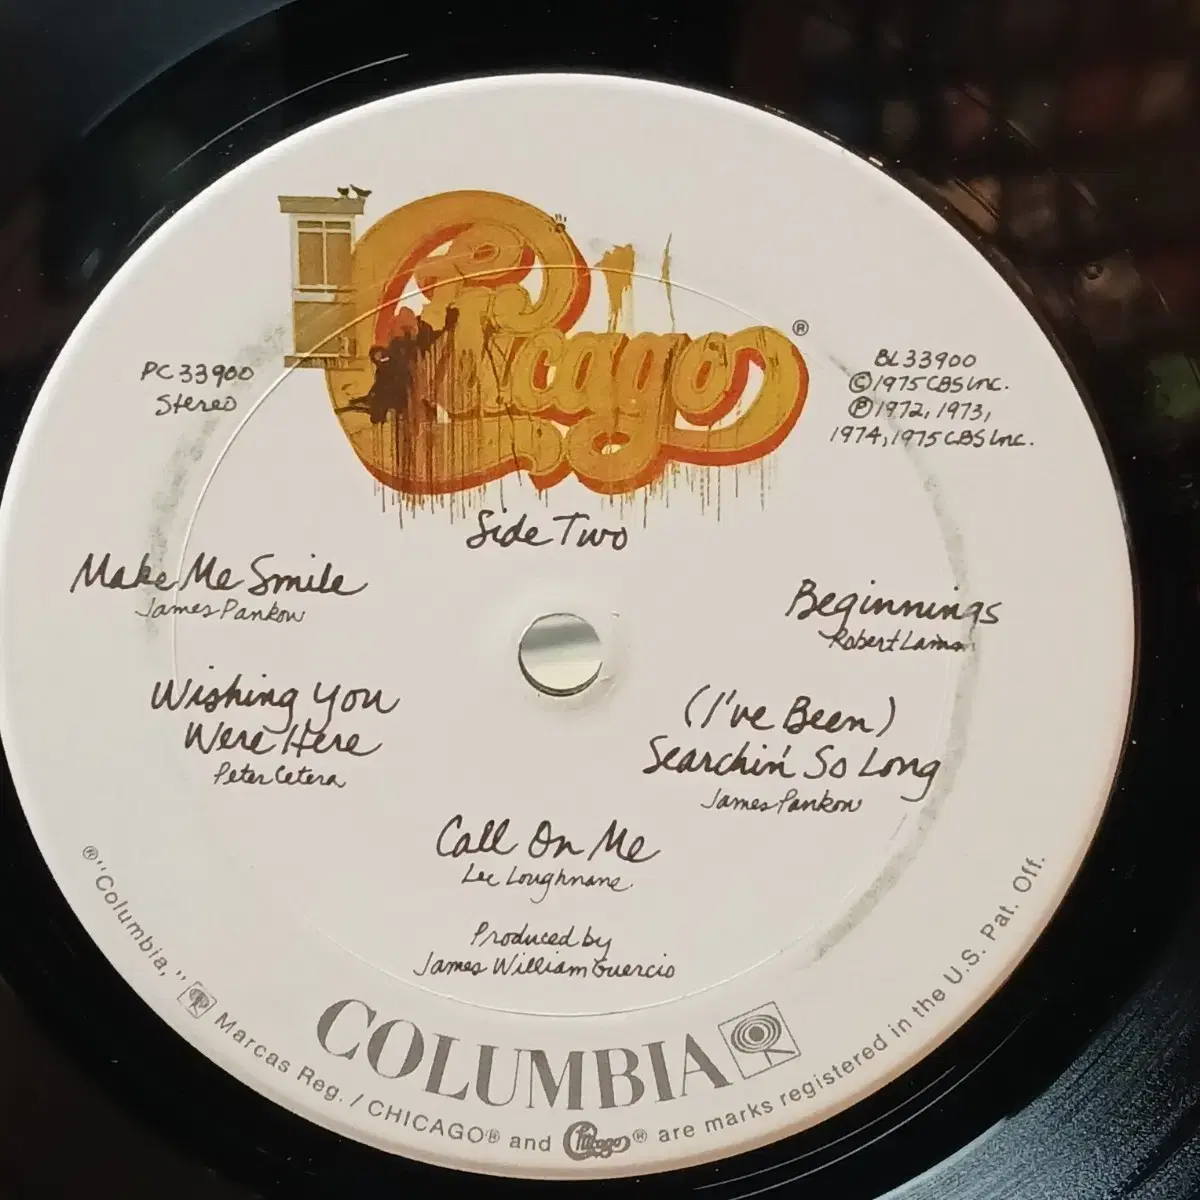 Chicago ®
PC 33900
Stereo
BL 33900
© 1975 CBS Inc.
℗ 1972, 1973,
1974, 1975 CBS Inc.
Side Two
Make Me Smile
James Pankow
Wishing You
Were Here
Peter Cetera
Beginnings
Robert Lamm
(I've Been)
Searchin' So Long
James Pankow
Call On Me
Lee Loughnane
Produced by
James William Guercio
COLUMBIA
® "Columbia," Marcas Reg. / CHICAGO® and Chicago ® are marks registered in the U.S. Pat. Off.